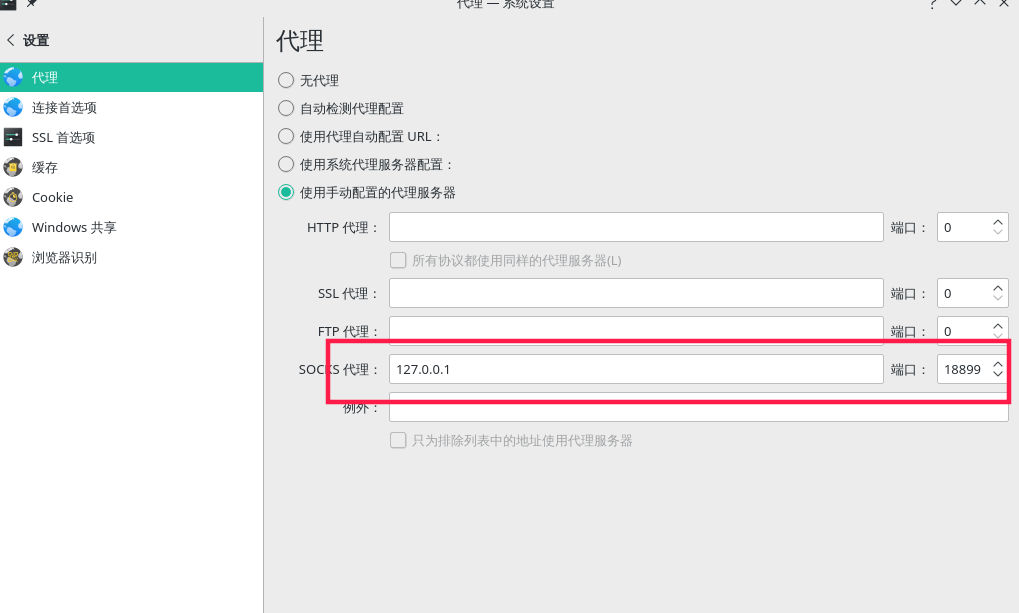 代理 — 系统设置
设置
代理
连接首选项
SSL 首选项
缓存
Cookie
Windows 共享
浏览器识别
代理
无代理
自动检测代理配置
使用代理自动配置 URL：
使用系统代理服务器配置：
使用手动配置的代理服务器
HTTP 代理： 端口： 0
所有协议都使用同样的代理服务器(L)
SSL 代理： 端口： 0
FTP 代理： 端口： 0
SOCKS 代理： 127.0.0.1 端口： 18899
例外：
只为排除列表中的地址使用代理服务器